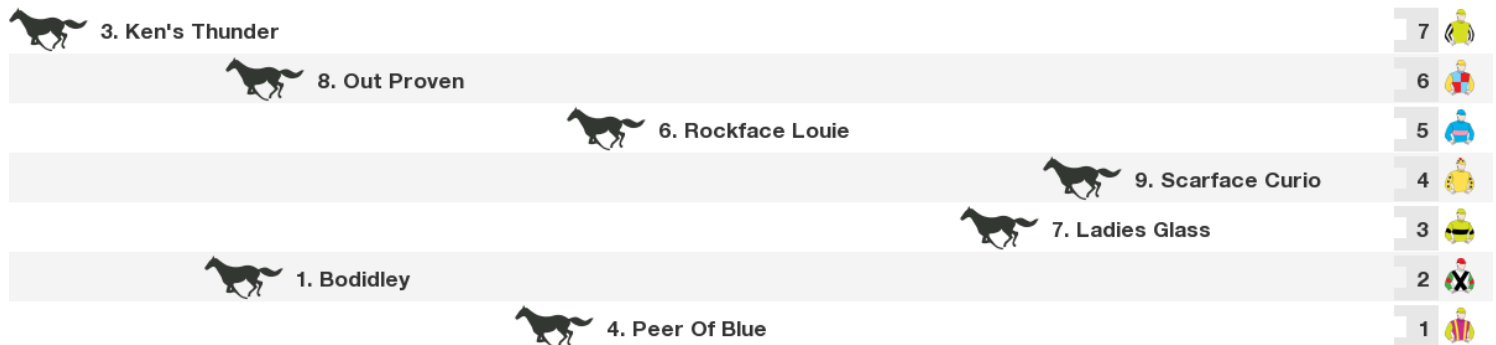 3. Ken's Thunder 7
8. Out Proven 6
6. Rockface Louie 5
9. Scarface Curio 4
7. Ladies Glass 3
1. Bodidley 2
4. Peer Of Blue 1